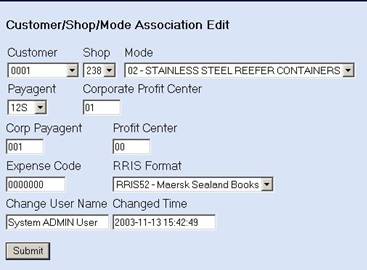 Customer/Shop/Mode Association Edit
Customer Shop Mode
0001 238 02 - STAINLESS STEEL REEFER CONTAINERS
Payagent Corporate Profit Center
12S 01
Corp Payagent Profit Center
001 00
Expense Code RRIS Format
0000000 RRIS52 - Maersk Sealand Books
Change User Name Changed Time
System ADMIN User 2003-11-13 15:42:49
Submit